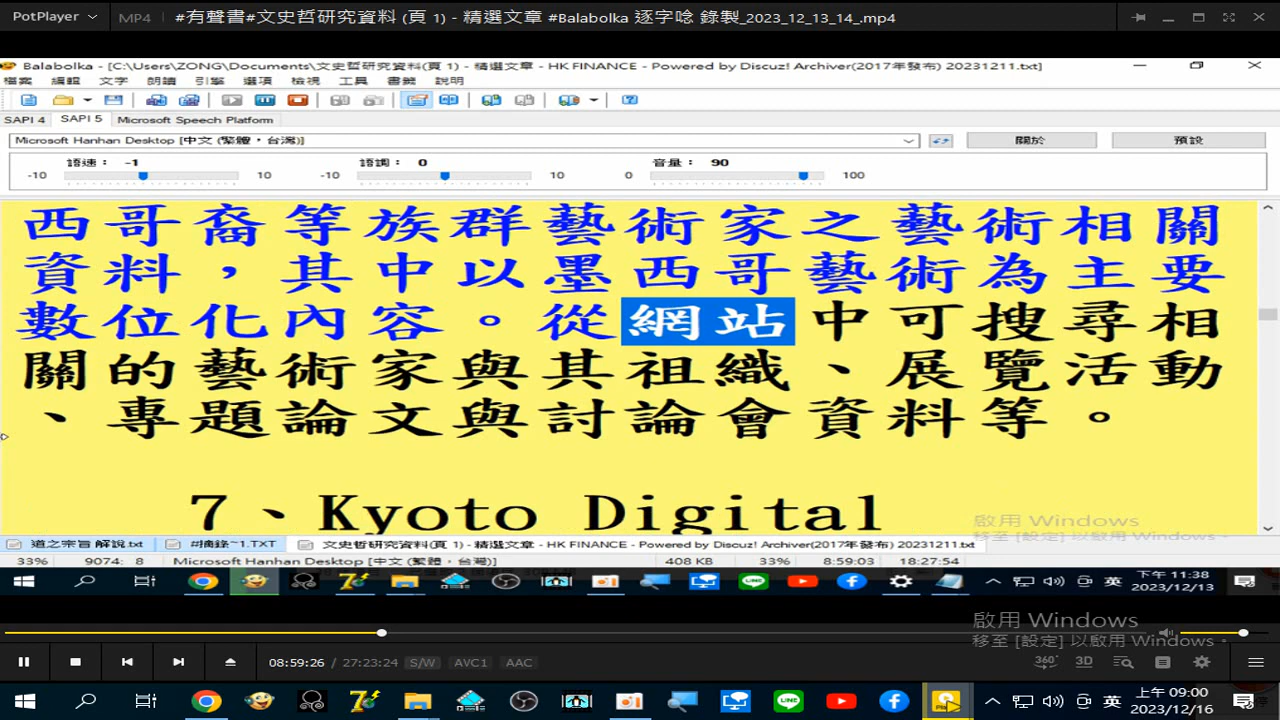 PotPlayer MP4 #有聲書#文史哲研究資料 (頁 1) - 精選文章 #Balabolka 逐字唸 錄製_2023_12_13_14_.mp4
Balabolka - [C:\Users\ZONG\Documents\文史哲研究資料(頁 1) - 精選文章 - HK FINANCE - Powered by Discuz! Archiver(2017年發布) 20231211.txt]
檔案 編輯 文字 朗讀 引擎 選項 檢視 工具 書籤 說明
SAPI 4 SAPI 5 Microsoft Speech Platform
Microsoft Hanhan Desktop [中文 (繁體，台灣)] 關於 預設
語速： -1 語調： 0 音量： 90
-10 10 -10 10 0 100
西哥裔等族群藝術家之藝術相關
資料，其中以墨西哥藝術為主要
數位化內容。從網站中可搜尋相
關的藝術家與其祖織、展覽活動
、專題論文與討論會資料等。
7、Kyoto Digital
啟用 Windows
移至 [設定] 以啟用 Windows。
道之宗旨 解說.txt #摘錄~1.TXT 文史哲研究資料(頁 1) - 精選文章 - HK FINANCE - Powered by Discuz! Archiver(2017年發布) 20231211.txt
33% 9074: 8 Microsoft Hanhan Desktop [中文 (繁體，台灣)] 408 KB 33% 8:59:03 18:27:54
英 下午 11:38
2023/12/13
啟用 Windows
移至 [設定] 以啟用 Windows。
08:59:26 / 27:23:24 S/W AVC1 AAC 360° 3D
英 上午 09:00
2023/12/16